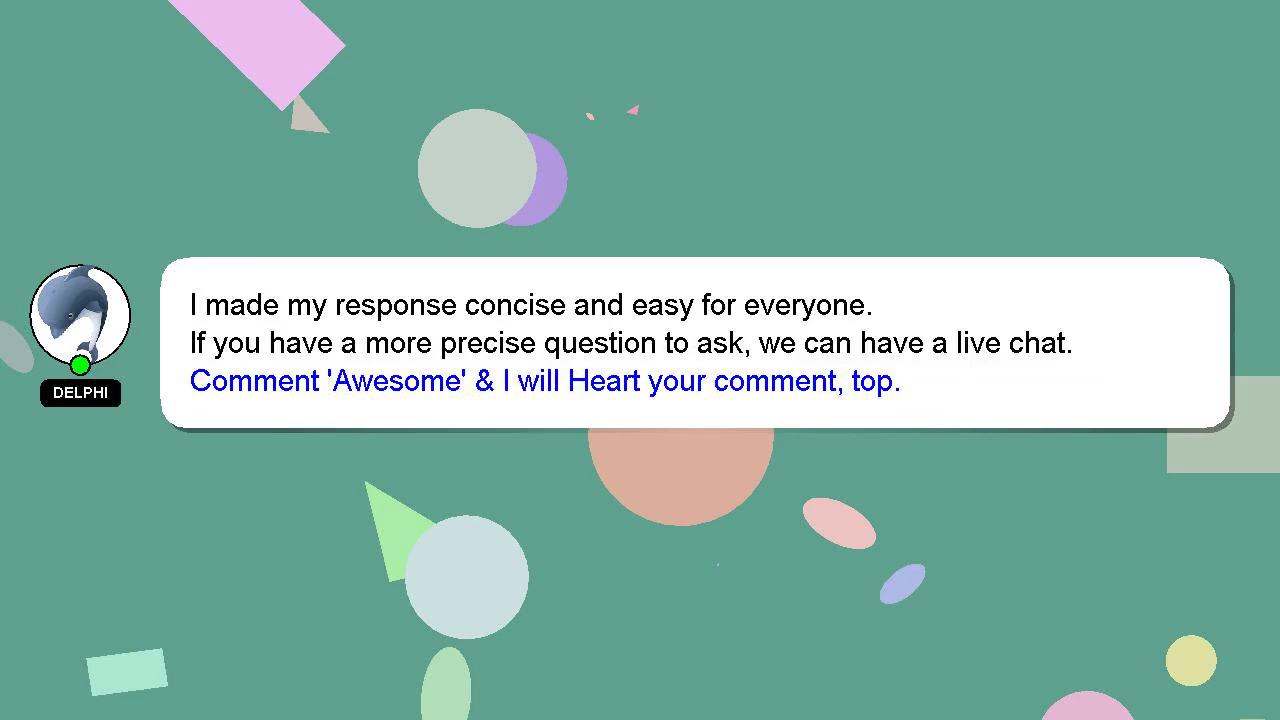 I made my response concise and easy for everyone.
If you have a more precise question to ask, we can have a live chat.
Comment 'Awesome' & I will Heart your comment, top.
DELPHI